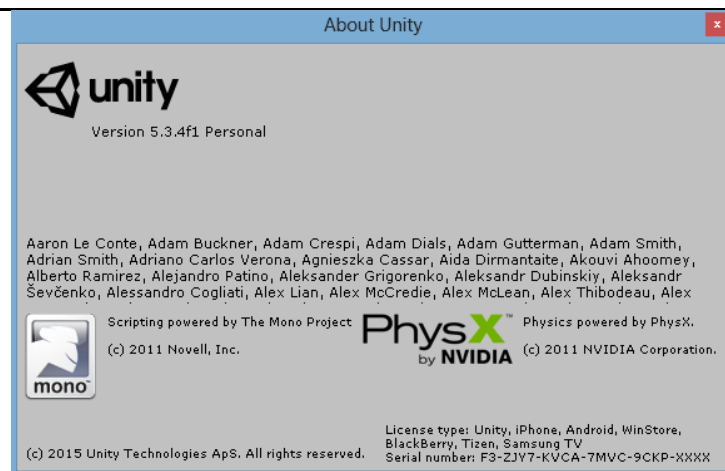 About Unity
x
unity
Version 5.3.4f1 Personal
Aaron Le Conte, Adam Buckner, Adam Crespi, Adam Dials, Adam Gutterman, Adam Smith,
Adrian Smith, Adriano Carlos Verona, Agnieszka Cassar, Aida Dirmantaite, Akouvi Ahoomey,
Alberto Ramirez, Alejandro Patino, Aleksander Grigorenko, Aleksandr Dubinskiy, Aleksandr
Ševčenko, Alessandro Cogliati, Alex Lian, Alex McCredie, Alex McLean, Alex Thibodeau, Alex
mono™
Scripting powered by The Mono Project
(c) 2011 Novell, Inc.
PhysX™
by NVIDIA
Physics powered by PhysX.
(c) 2011 NVIDIA Corporation.
(c) 2015 Unity Technologies ApS. All rights reserved.
License type: Unity, iPhone, Android, WinStore,
BlackBerry, Tizen, Samsung TV
Serial number: F3-ZJY7-KVCA-7MVC-9CKP-XXXX